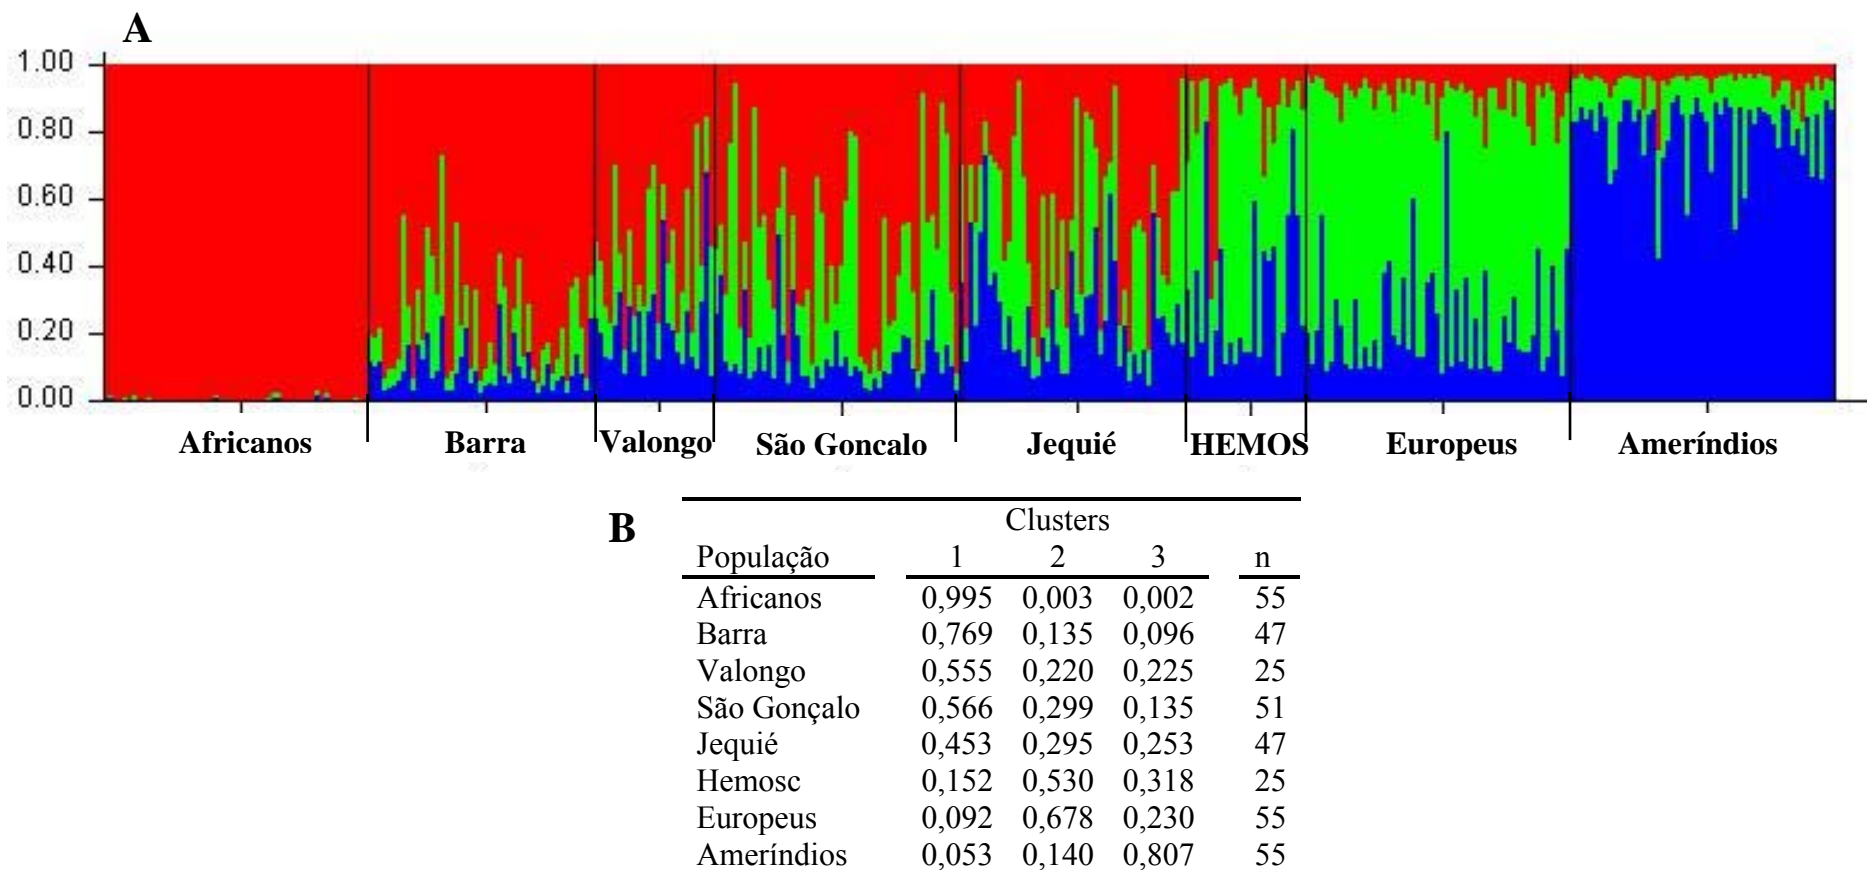 A
1.00
0.80
0.60
0.40
0.20
0.00
Africanos Barra Valongo São Goncalo Jequié HEMOS Europeus Ameríndios
B
Clusters
População 1 2 3 n
Africanos 0,995 0,003 0,002 55
Barra 0,769 0,135 0,096 47
Valongo 0,555 0,220 0,225 25
São Gonçalo 0,566 0,299 0,135 51
Jequié 0,453 0,295 0,253 47
Hemosc 0,152 0,530 0,318 25
Europeus 0,092 0,678 0,230 55
Ameríndios 0,053 0,140 0,807 55